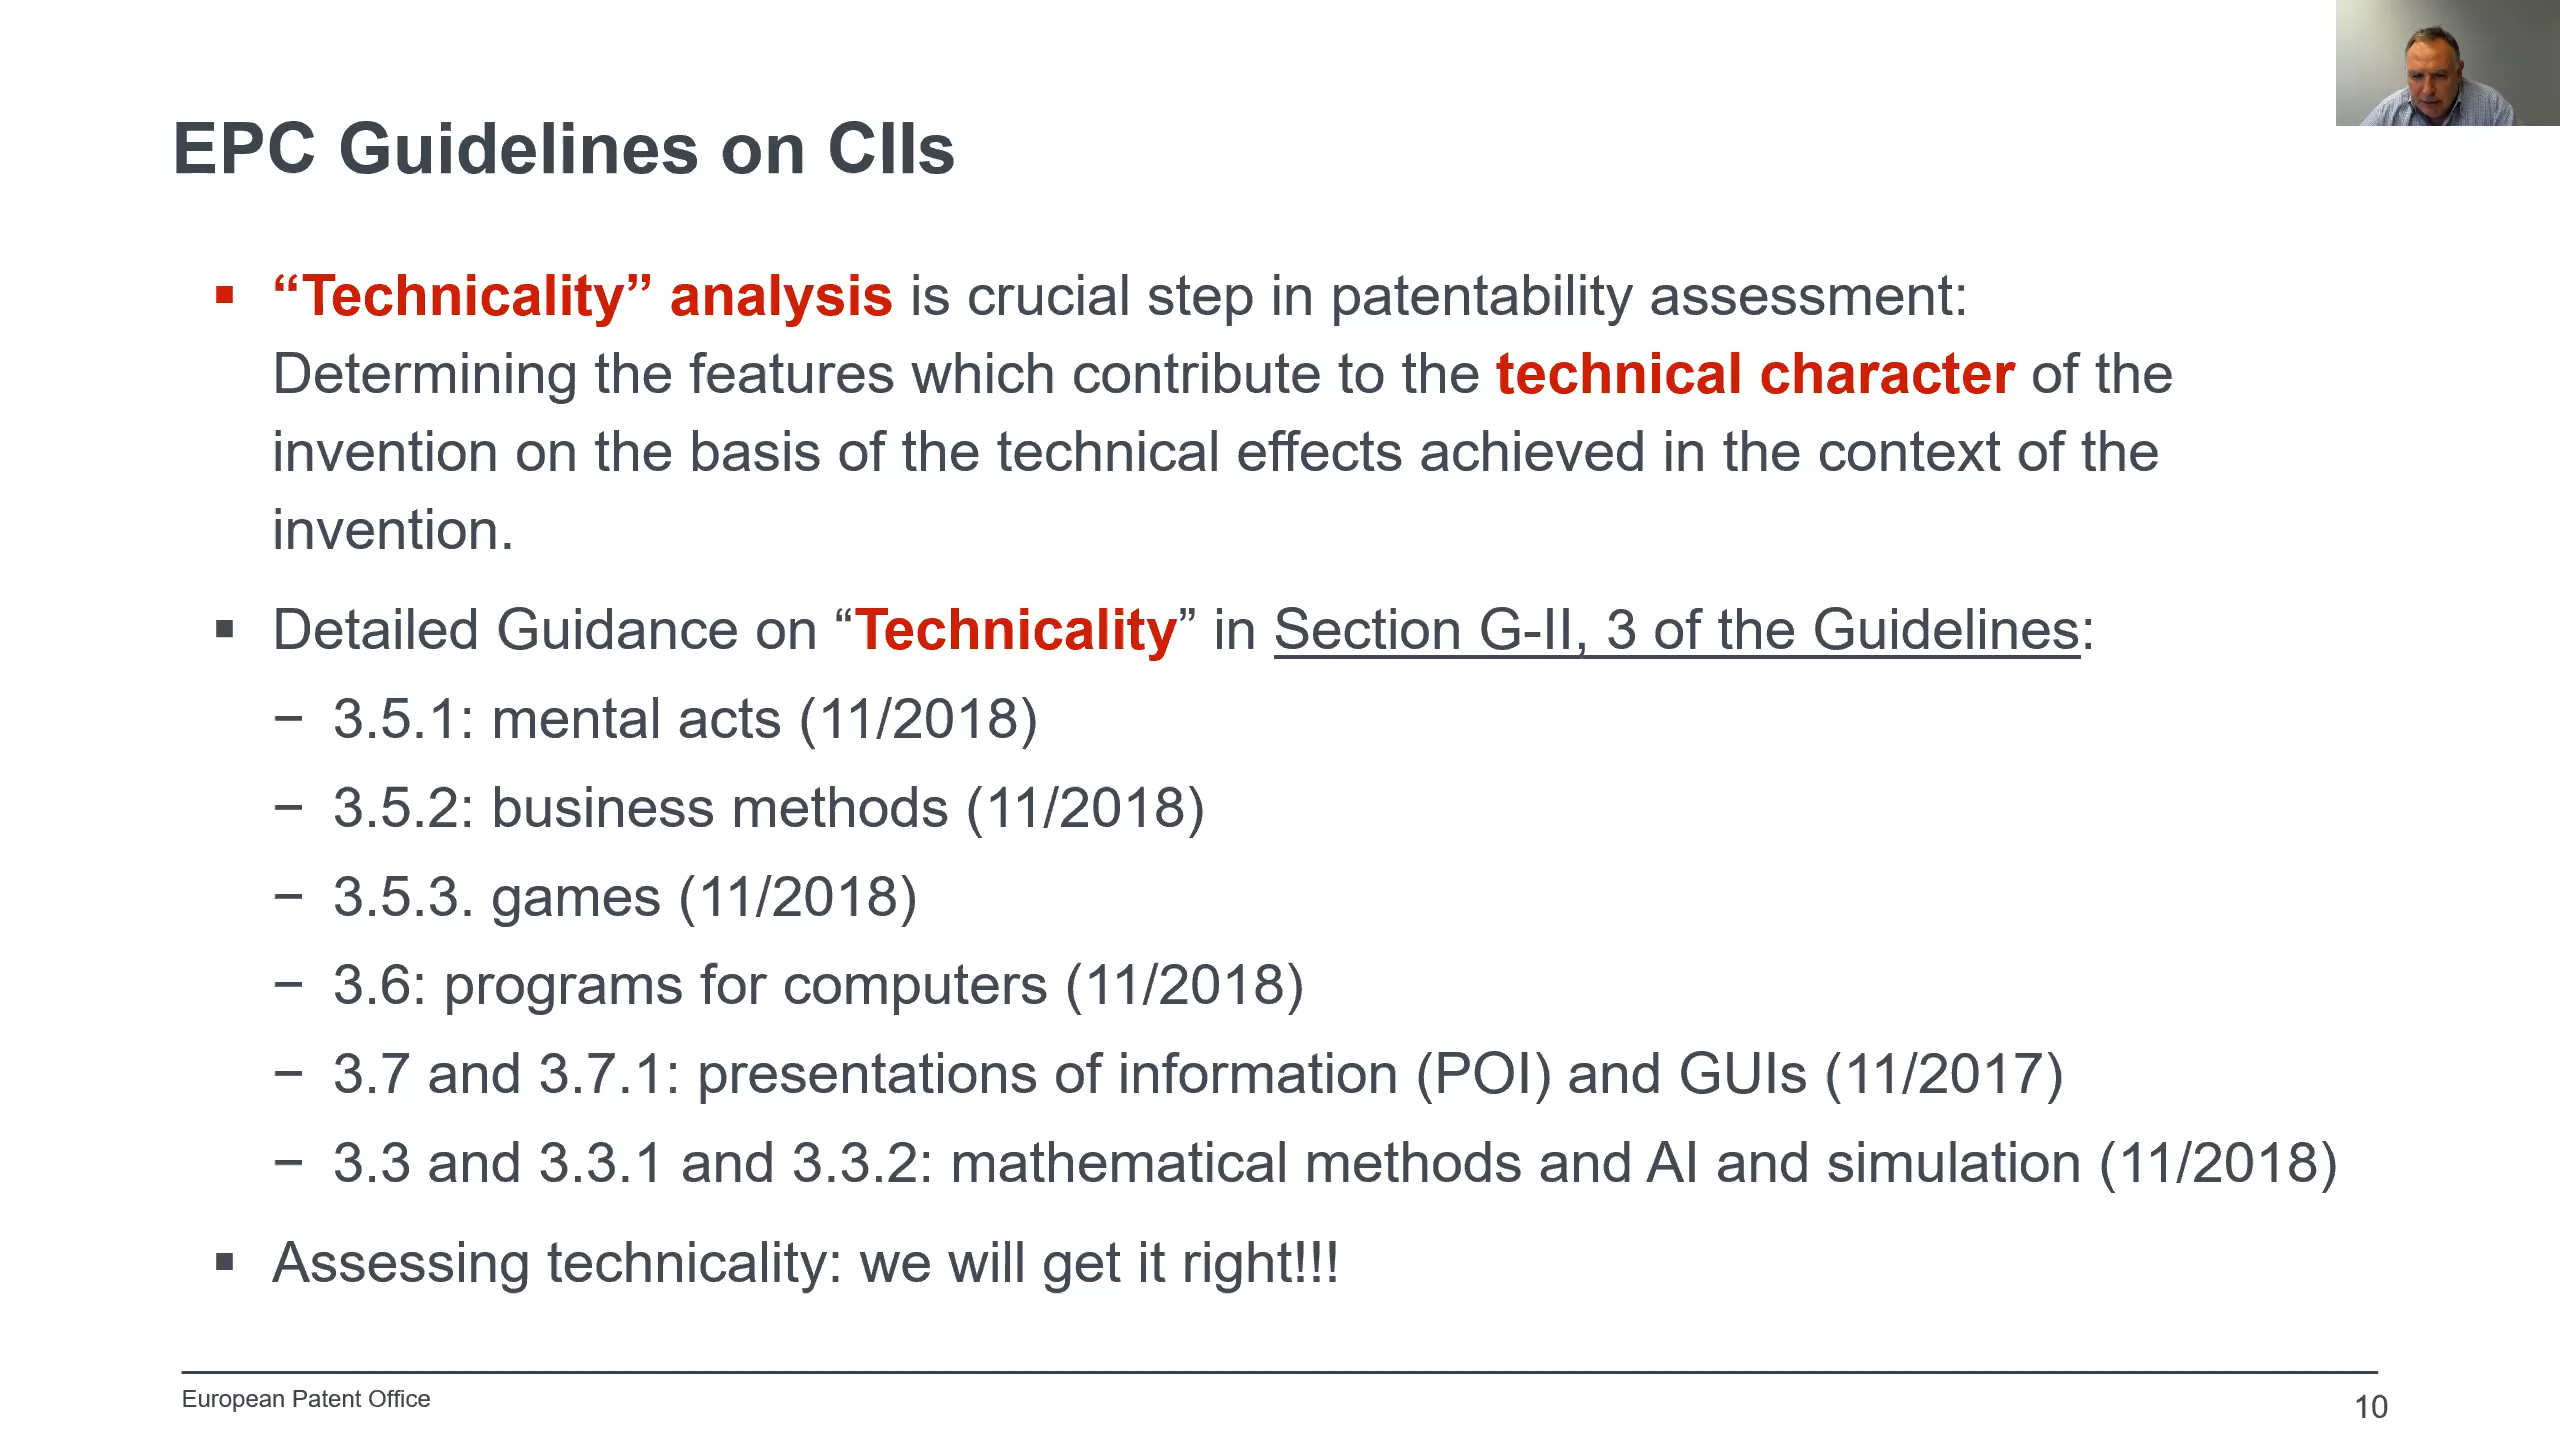 EPC Guidelines on CIIs
▪ “Technicality” analysis is crucial step in patentability assessment:
Determining the features which contribute to the technical character of the
invention on the basis of the technical effects achieved in the context of the
invention.
▪ Detailed Guidance on “Technicality” in Section G-II, 3 of the Guidelines:
− 3.5.1: mental acts (11/2018)
− 3.5.2: business methods (11/2018)
− 3.5.3. games (11/2018)
− 3.6: programs for computers (11/2018)
− 3.7 and 3.7.1: presentations of information (POI) and GUIs (11/2017)
− 3.3 and 3.3.1 and 3.3.2: mathematical methods and AI and simulation (11/2018)
▪ Assessing technicality: we will get it right!!!
European Patent Office
10